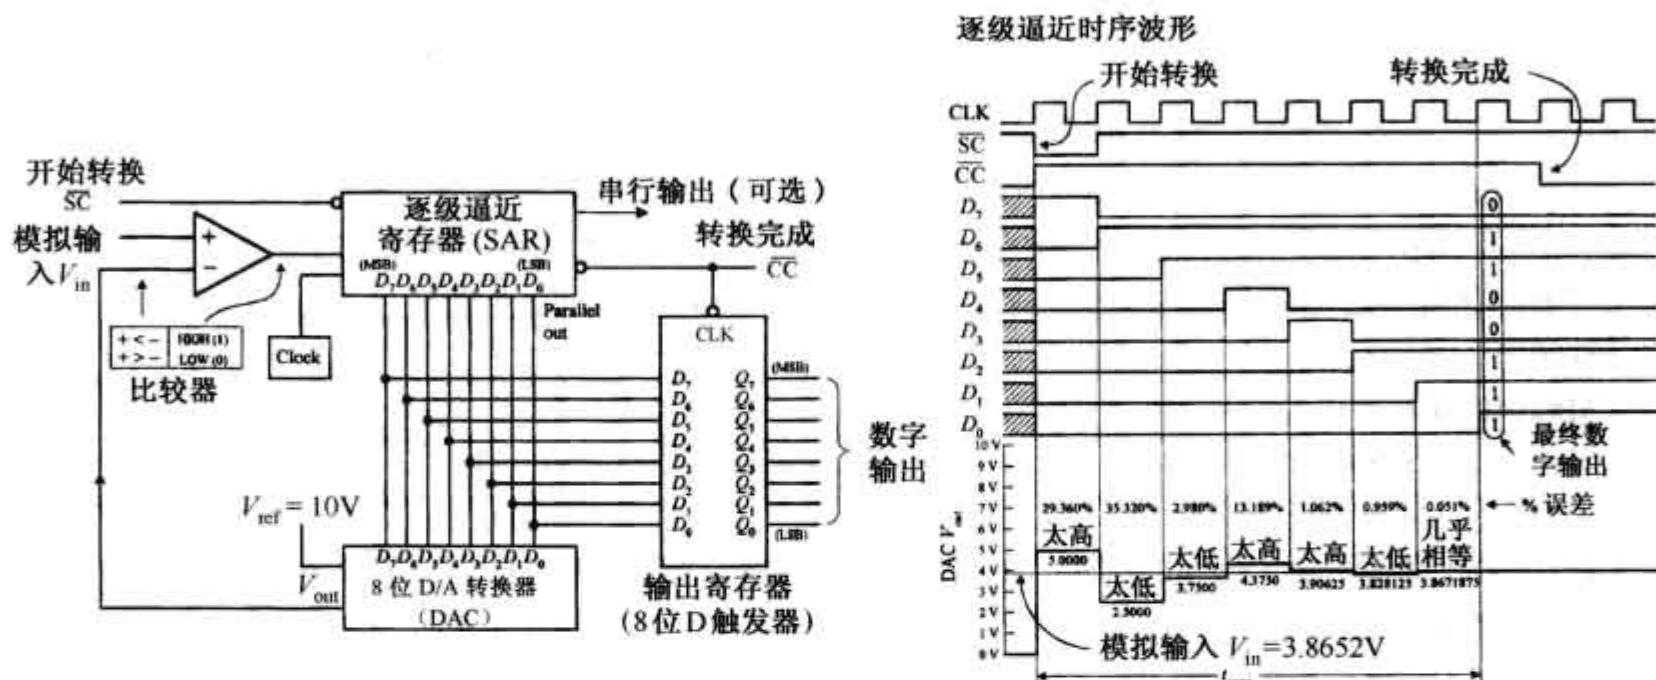 逐级逼近时序波形
开始转换
转换完成
CLK
SC
CC
D7
D6
D5
D4
D3
D2
D1
D0
0
1
1
0
0
1
1
1
最终数
字输出
10 V
9 V
8 V
7 V
6 V
5 V
4 V
3 V
2 V
1 V
0 V
DAC Vout
29.360%
35.320%
2.980%
13.189%
1.062%
0.959%
0.051%
% 误差
太高
5.0000
太低
2.5000
太低
3.7500
太高
4.3750
太高
3.90625
太低
3.828125
几乎
相等
3.8671875
模拟输入 Vin=3.8652V
开始转换
SC
模拟输
入Vin
+
−
+ < −
HIGH (1)
+ > −
LOW (0)
比较器
逐级逼近
寄存器 (SAR)
(MSB)
(LSB)
D7 D6 D5 D4 D3 D2 D1 D0
串行输出（可选）
转换完成
CC
Parallel
out
Clock
CLK
D7 Q7 (MSB)
D6 Q6
D5 Q5
D4 Q4
D3 Q3
D2 Q2
D1 Q1
D0 Q0 (LSB)
数字
输出
Vref = 10V
Vout
D7 D6 D5 D4 D3 D2 D1 D0
8 位 D/A 转换器
（DAC）
输出寄存器
(8位D触发器)